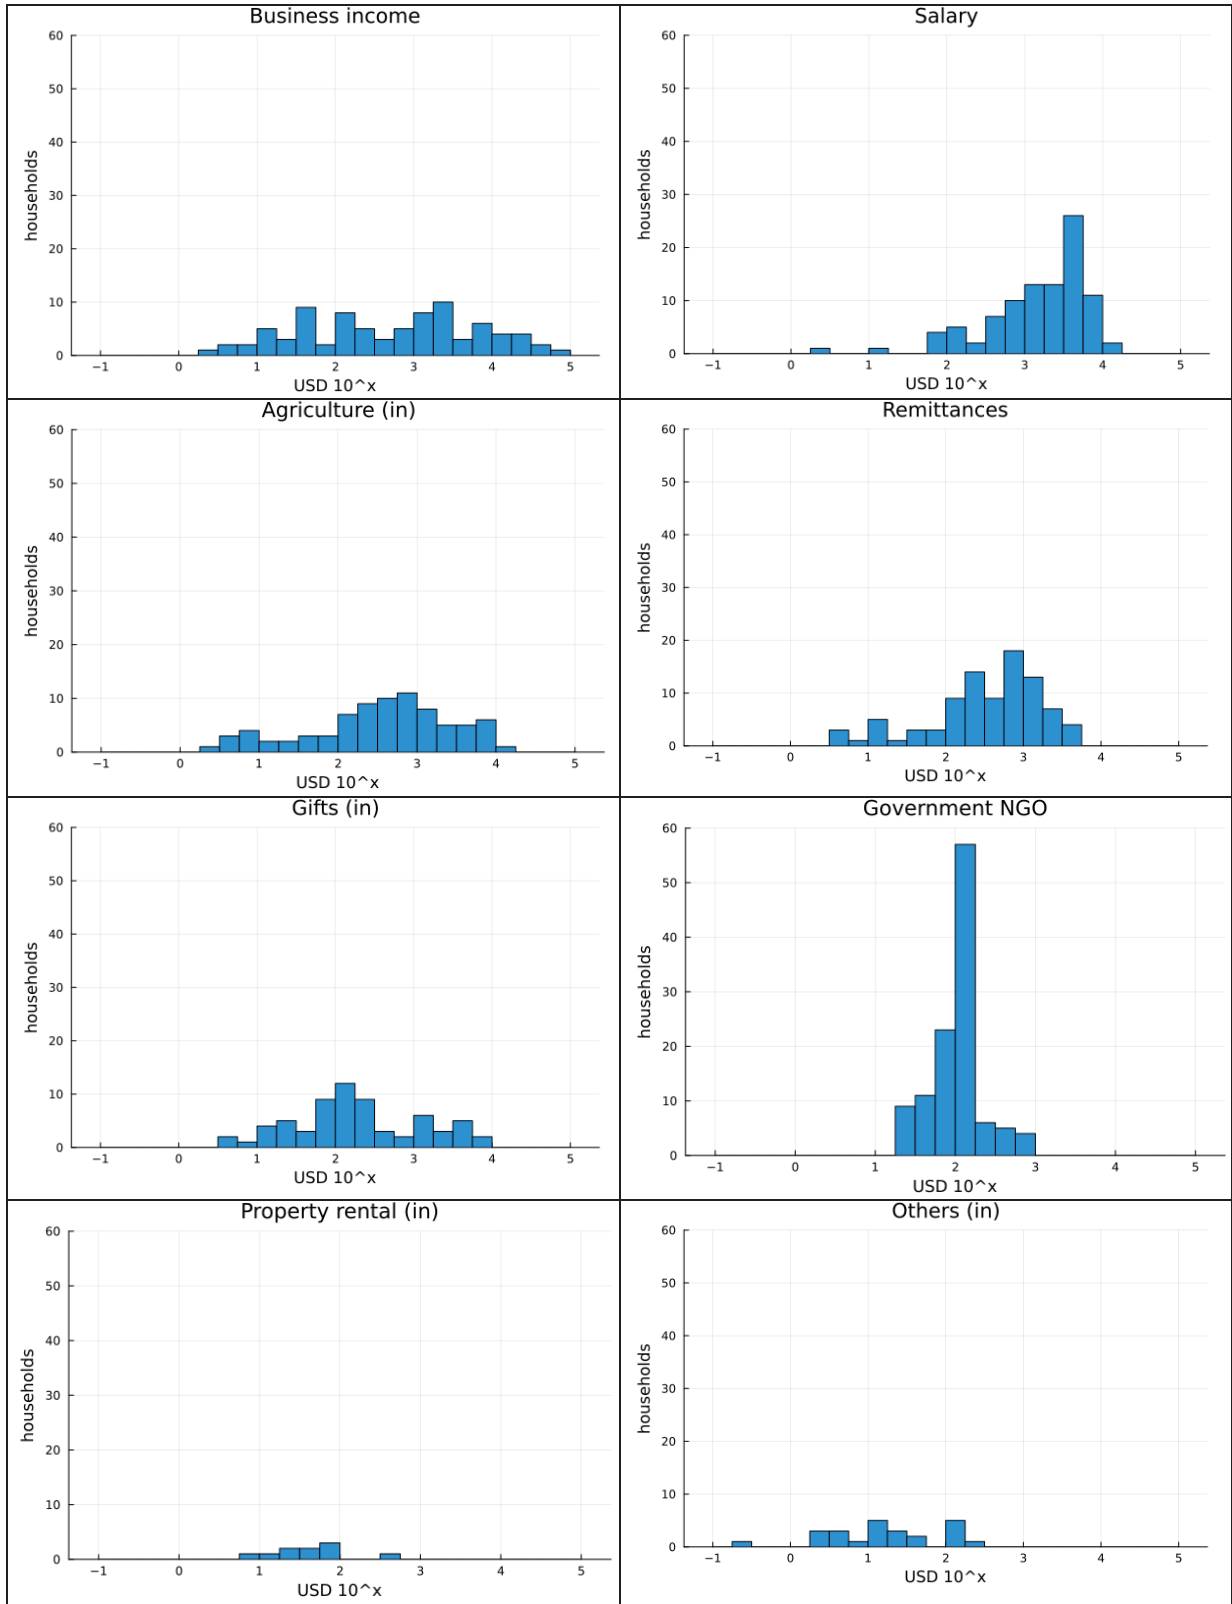 Business income
60
50
40
30
20
10
0
households
−1 0 1 2 3 4 5
USD 10^x
Salary
60
50
40
30
20
10
0
households
−1 0 1 2 3 4 5
USD 10^x
Agriculture (in)
60
50
40
30
20
10
0
households
−1 0 1 2 3 4 5
USD 10^x
Remittances
60
50
40
30
20
10
0
households
−1 0 1 2 3 4 5
USD 10^x
Gifts (in)
60
50
40
30
20
10
0
households
−1 0 1 2 3 4 5
USD 10^x
Government NGO
60
50
40
30
20
10
0
households
−1 0 1 2 3 4 5
USD 10^x
Property rental (in)
60
50
40
30
20
10
0
households
−1 0 1 2 3 4 5
USD 10^x
Others (in)
60
50
40
30
20
10
0
households
−1 0 1 2 3 4 5
USD 10^x